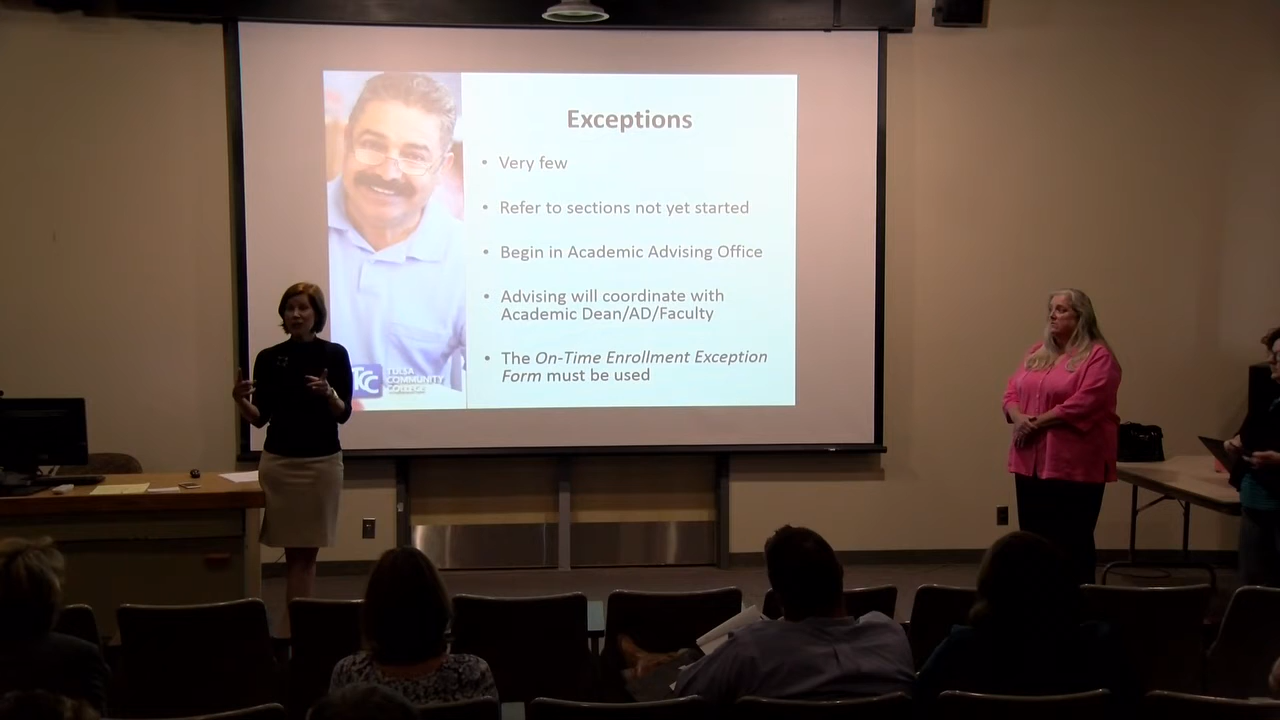 Exceptions
• Very few
• Refer to sections not yet started
• Begin in Academic Advising Office
• Advising will coordinate with
Academic Dean/AD/Faculty
• The On-Time Enrollment Exception
Form must be used
TCC
TULSA
COMMUNITY
COLLEGE